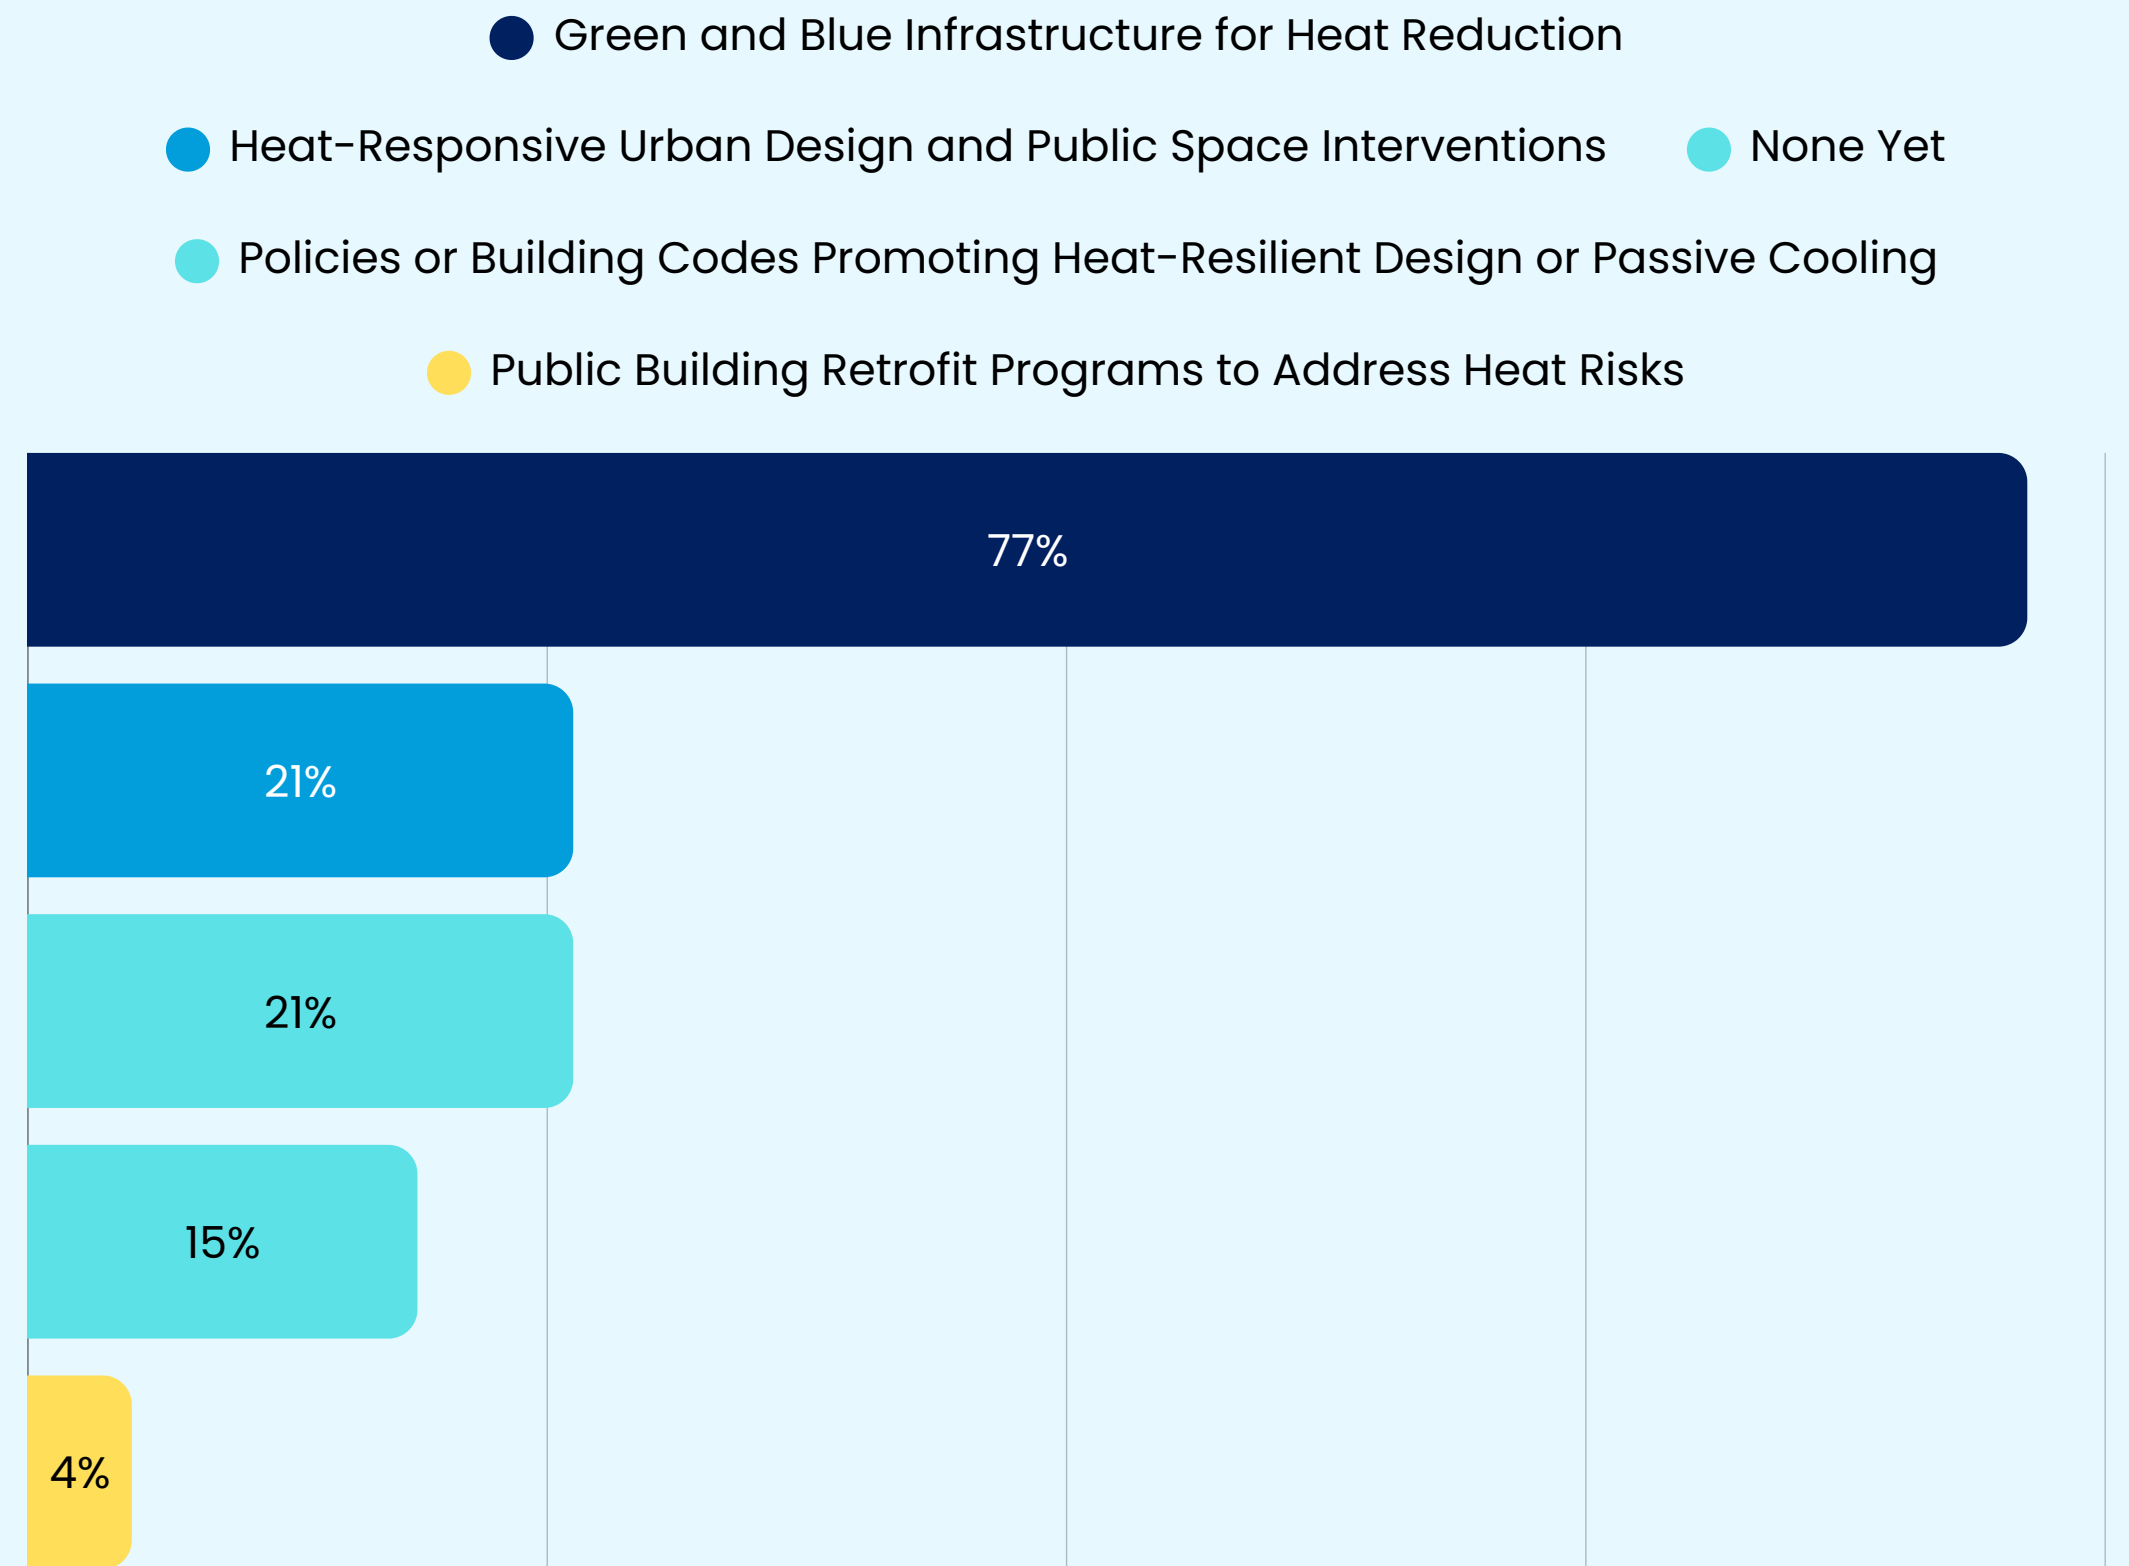 Green and Blue Infrastructure for Heat Reduction
Heat-Responsive Urban Design and Public Space Interventions None Yet
Policies or Building Codes Promoting Heat-Resilient Design or Passive Cooling
Public Building Retrofit Programs to Address Heat Risks
77%
21%
21%
15%
4%